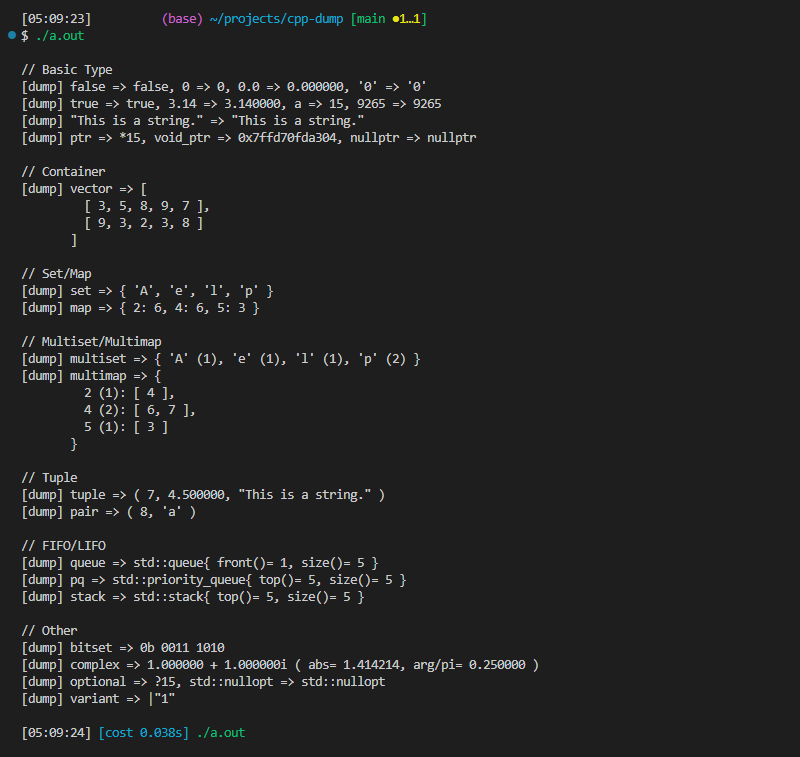 [05:09:23]          (base) ~/projects/cpp-dump [main ●1…1]
$ ./a.out

// Basic Type
[dump] false => false, 0 => 0, 0.0 => 0.000000, '0' => '0'
[dump] true => true, 3.14 => 3.140000, a => 15, 9265 => 9265
[dump] "This is a string." => "This is a string."
[dump] ptr => *15, void_ptr => 0x7ffd70fda304, nullptr => nullptr

// Container
[dump] vector => [
         [ 3, 5, 8, 9, 7 ],
         [ 9, 3, 2, 3, 8 ]
       ]

// Set/Map
[dump] set => { 'A', 'e', 'l', 'p' }
[dump] map => { 2: 6, 4: 6, 5: 3 }

// Multiset/Multimap
[dump] multiset => { 'A' (1), 'e' (1), 'l' (1), 'p' (2) }
[dump] multimap => {
         2 (1): [ 4 ],
         4 (2): [ 6, 7 ],
         5 (1): [ 3 ]
       }

// Tuple
[dump] tuple => ( 7, 4.500000, "This is a string." )
[dump] pair => ( 8, 'a' )

// FIFO/LIFO
[dump] queue => std::queue{ front()= 1, size()= 5 }
[dump] pq => std::priority_queue{ top()= 5, size()= 5 }
[dump] stack => std::stack{ top()= 5, size()= 5 }

// Other
[dump] bitset => 0b 0011 1010
[dump] complex => 1.000000 + 1.000000i ( abs= 1.414214, arg/pi= 0.250000 )
[dump] optional => ?15, std::nullopt => std::nullopt
[dump] variant => |"1"

[05:09:24] [cost 0.038s] ./a.out